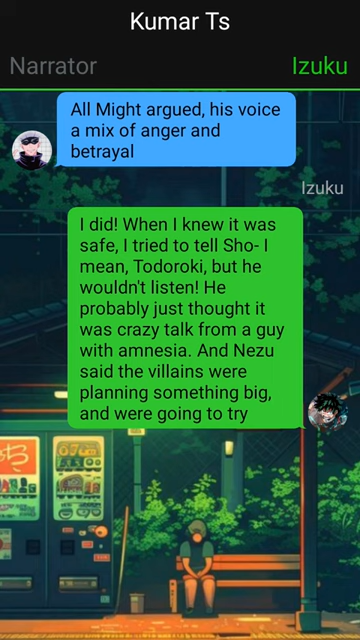 Kumar Ts
Narrator
Izuku
All Might argued, his voice
a mix of anger and
betrayal
Izuku
I did! When I knew it was
safe, I tried to tell Sho- I
mean, Todoroki, but he
wouldn't listen! He
probably just thought it
was crazy talk from a guy
with amnesia. And Nezu
said the villains were
planning something big,
and were going to try